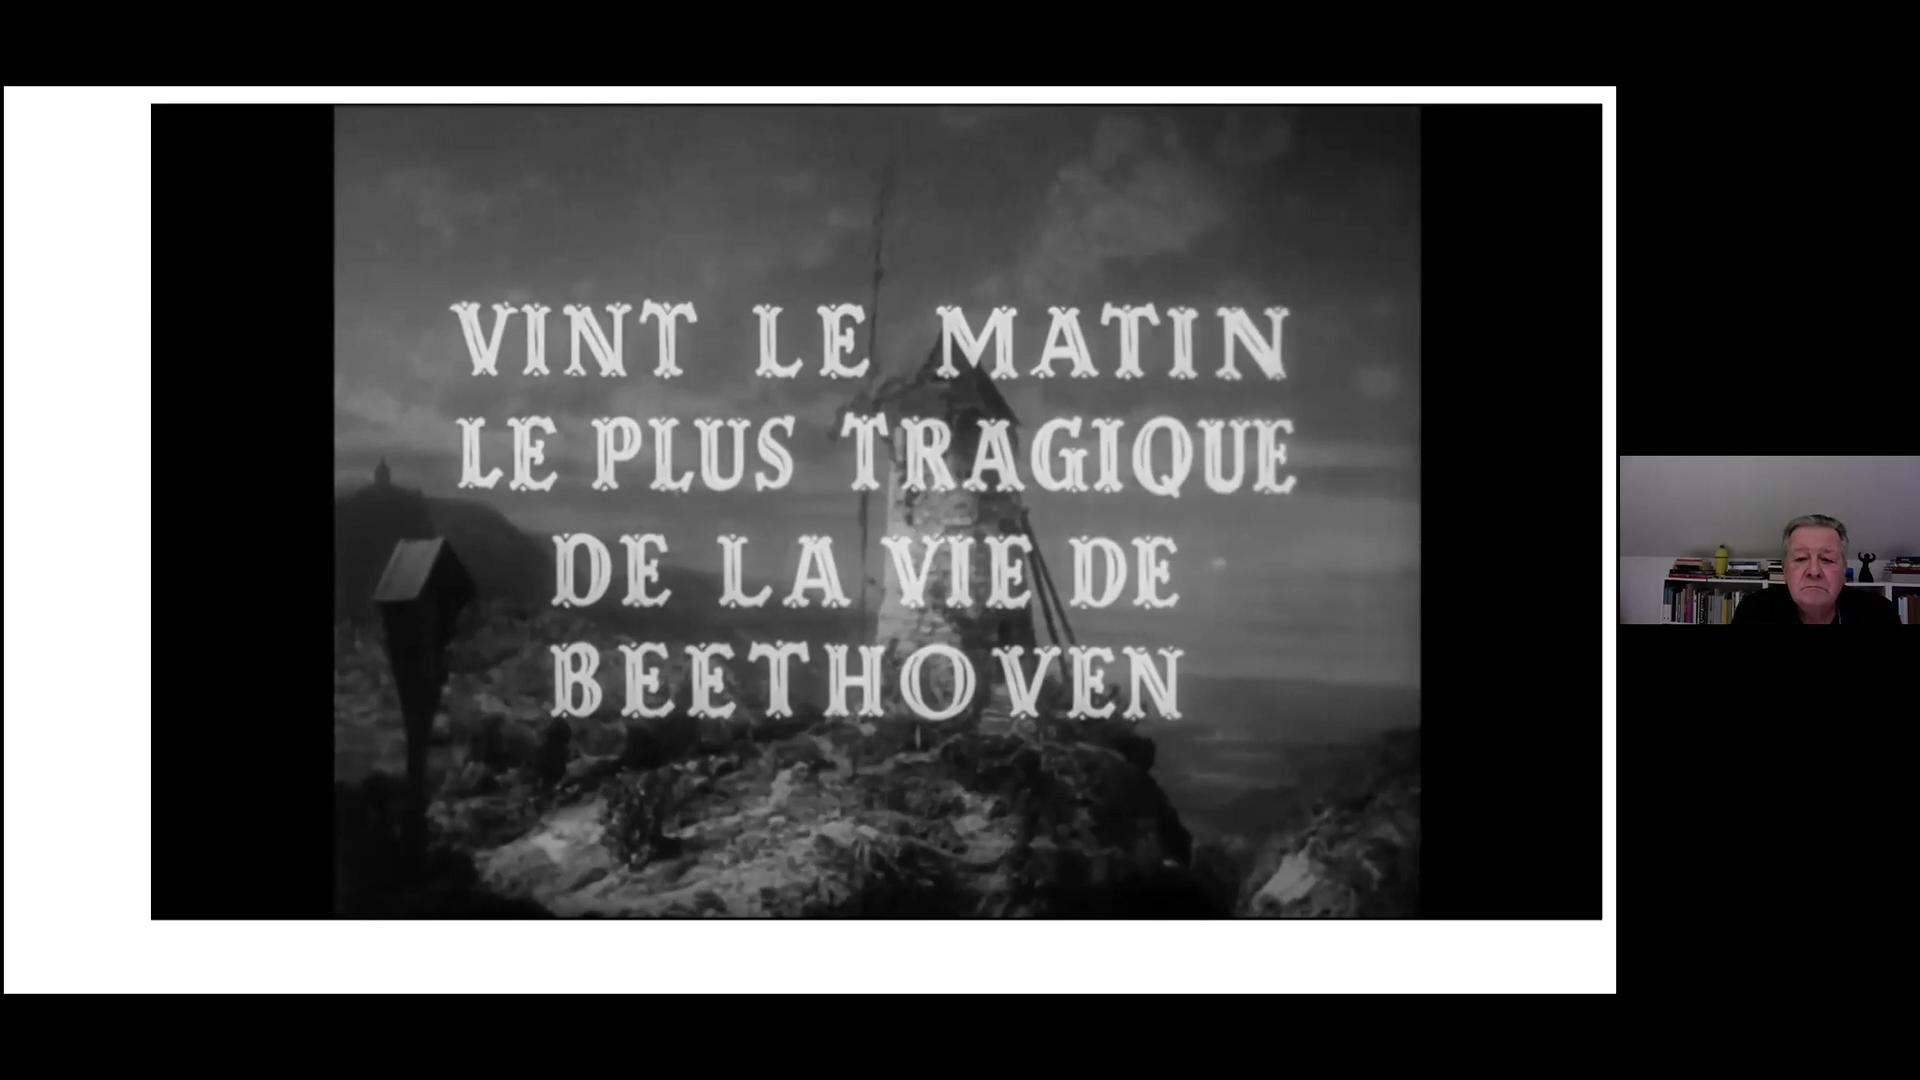 VINT LE MATIN
LE PLUS TRAGIQUE
DE LA VIE DE
BEETHOVEN